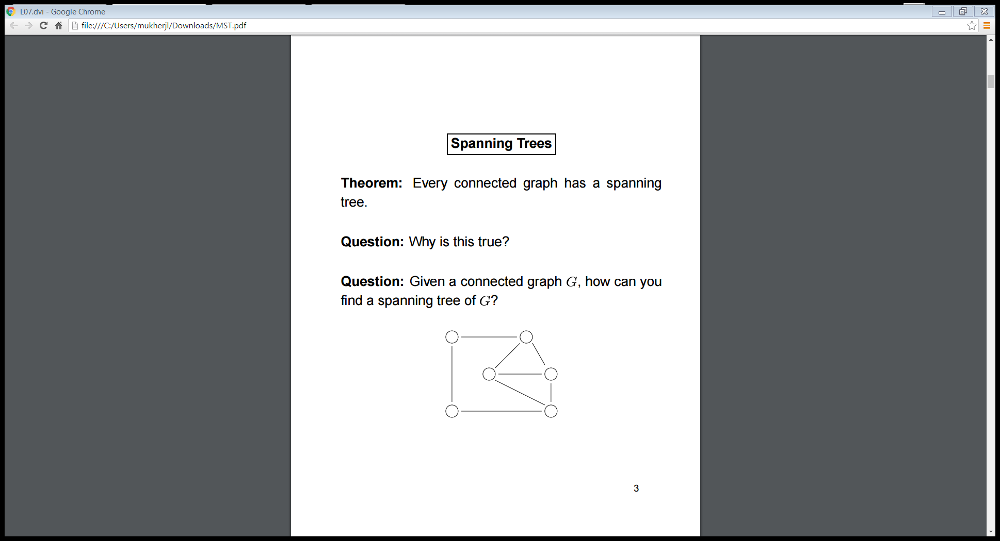 L07.dvi - Google Chrome
file:///C:/Users/mukherjl/Downloads/MST.pdf
Spanning Trees
Theorem: Every connected graph has a spanning
tree.
Question: Why is this true?
Question: Given a connected graph G, how can you
find a spanning tree of G?
3